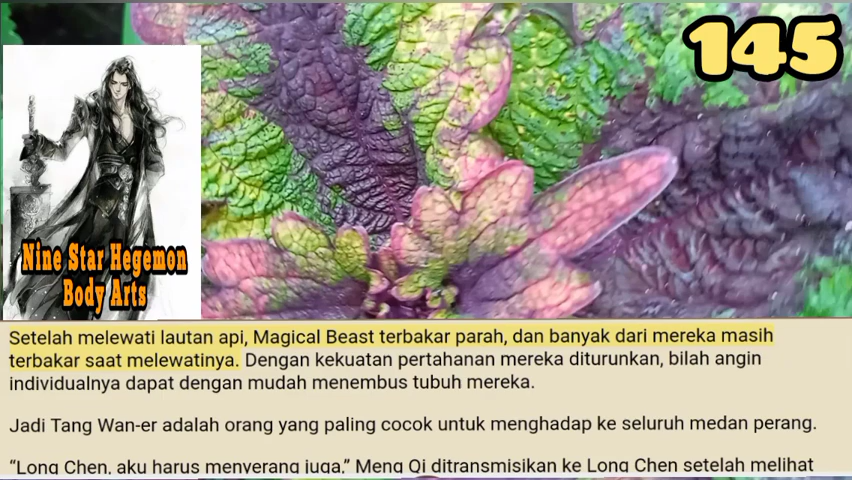 145
Nine Star Hegemon
Body Arts
Setelah melewati lautan api, Magical Beast terbakar parah, dan banyak dari mereka masih
terbakar saat melewatinya. Dengan kekuatan pertahanan mereka diturunkan, bilah angin
individualnya dapat dengan mudah menembus tubuh mereka.
Jadi Tang Wan-er adalah orang yang paling cocok untuk menghadap ke seluruh medan perang.
“Long Chen, aku harus menyerang juga,” Meng Qi ditransmisikan ke Long Chen setelah melihat